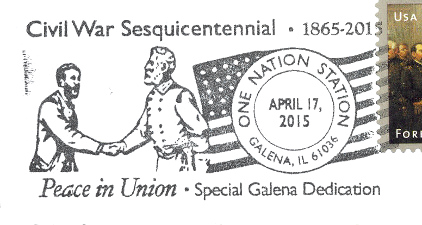 Civil War Sesquicentennial · 1865-2015
USA
ONE NATION STATION
APRIL 17,
2015
GALENA, IL 61036
FOR
Peace in Union · Special Galena Dedication